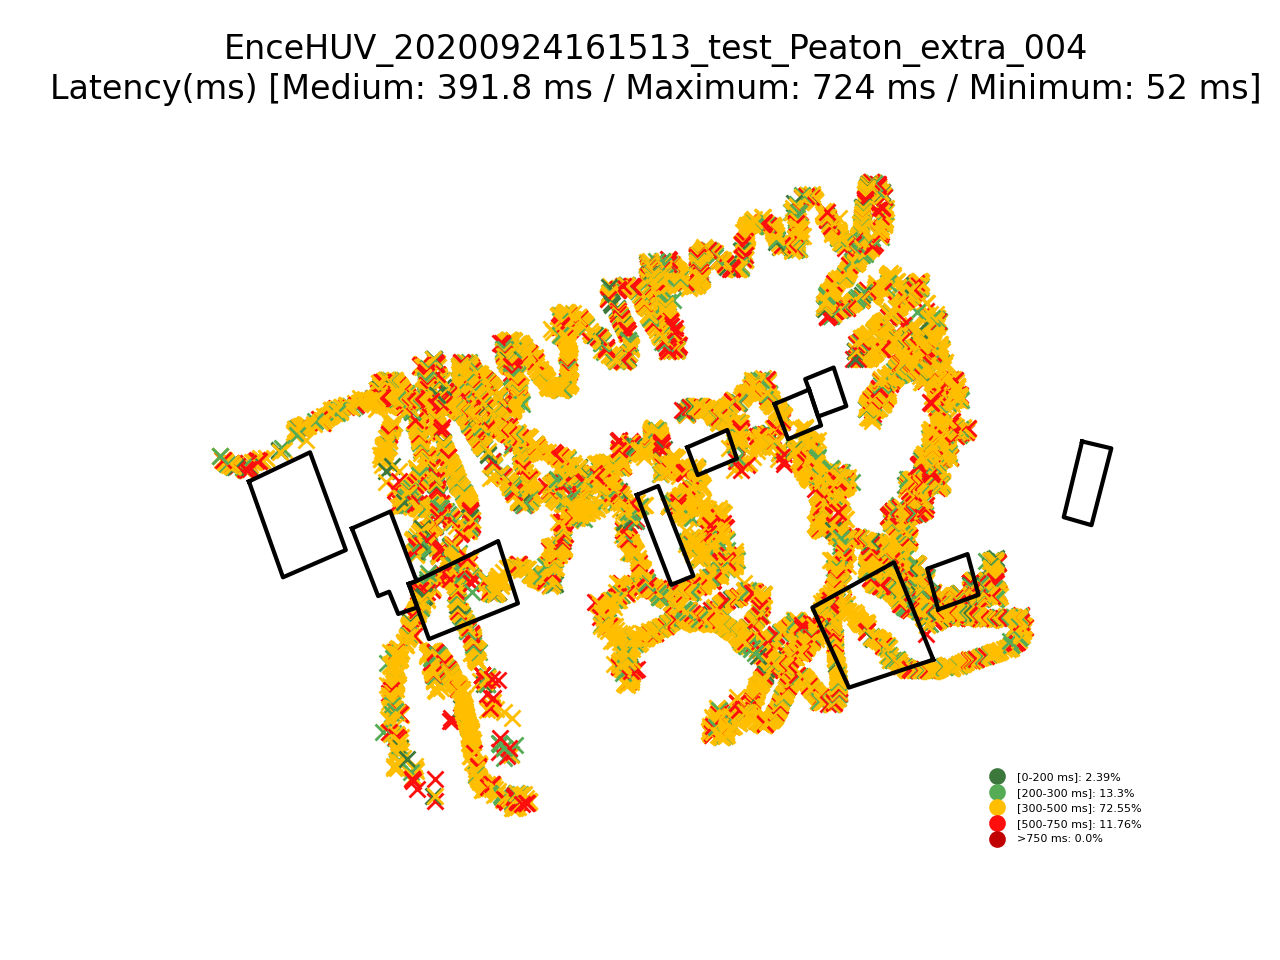 EnceHUV_20200924161513_test_Peaton_extra_004
Latency(ms) [Medium: 391.8 ms / Maximum: 724 ms / Minimum: 52 ms]
[0-200 ms]: 2.39%
[200-300 ms]: 13.3%
[300-500 ms]: 72.55%
[500-750 ms]: 11.76%
>750 ms: 0.0%